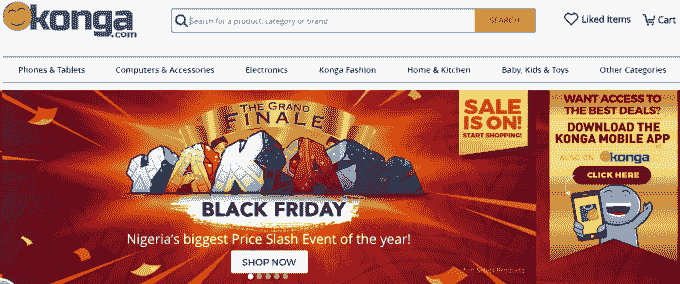 konga
.com
Search for a product, category or brand
SEARCH
Liked Items
Cart
Phones & Tablets
Computers & Accessories
Electronics
Konga Fashion
Home & Kitchen
Baby, Kids & Toys
Other Categories
THE GRAND
FINALE
YAKATA
BLACK FRIDAY
Nigeria's biggest Price Slash Event of the year!
SHOP NOW
SALE
IS ON!
START SHOPPING!
on Select Products
WANT ACCESS TO
THE BEST DEALS?
DOWNLOAD THE
KONGA MOBILE APP
konga
CLICK HERE